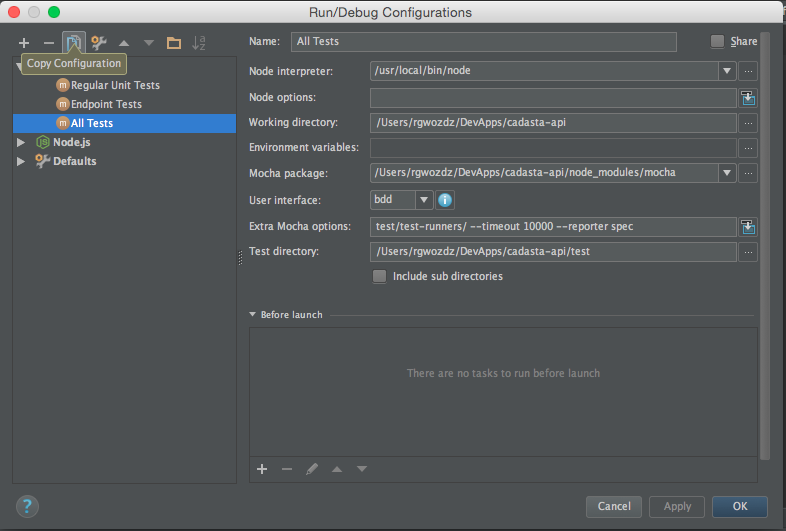 Run/Debug Configurations
Copy Configuration
Regular Unit Tests
Endpoint Tests
All Tests
Node.js
Defaults
Name: All Tests Share
Node interpreter: /usr/local/bin/node
Node options:
Working directory: /Users/rgwozdz/DevApps/cadasta-api
Environment variables:
Mocha package: /Users/rgwozdz/DevApps/cadasta-api/node_modules/mocha
User interface: bdd
Extra Mocha options: test/test-runners/ --timeout 10000 --reporter spec
Test directory: /Users/rgwozdz/DevApps/cadasta-api/test
Include sub directories
Before launch
There are no tasks to run before launch
Cancel Apply OK